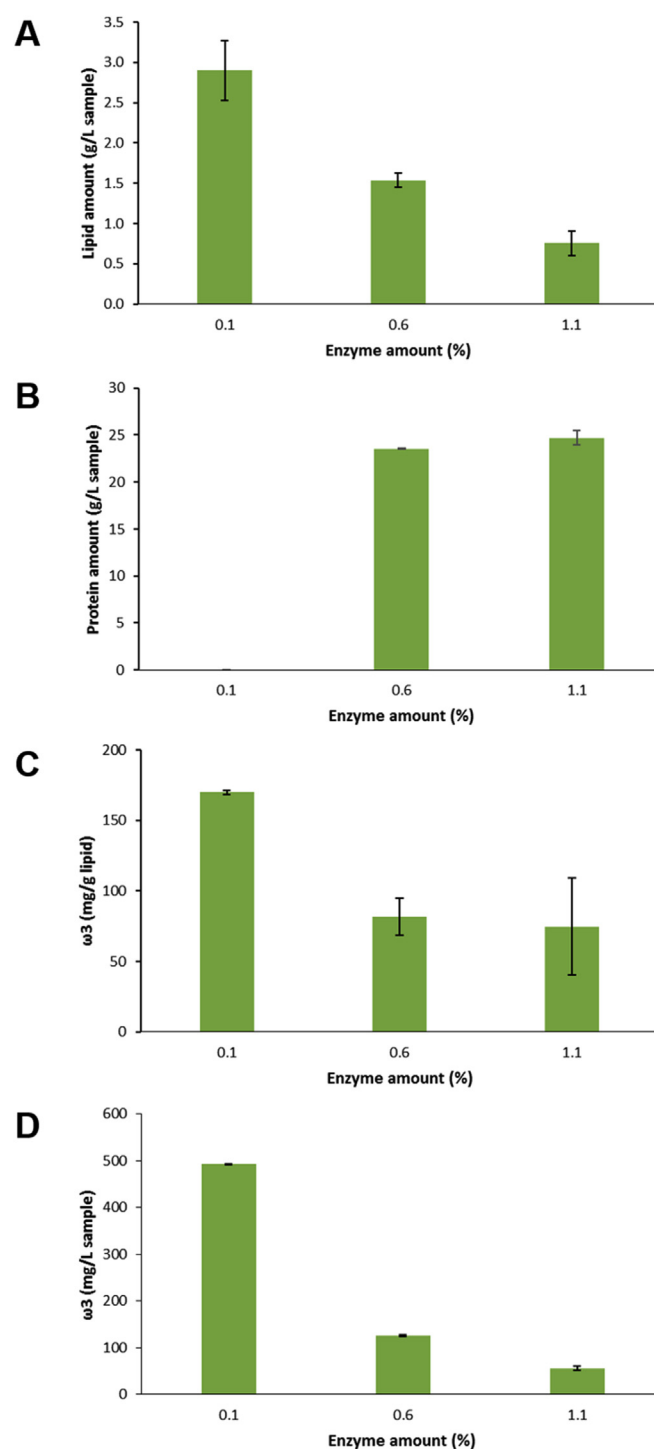 A
Lipid amount (g/L sample)
3.5
3.0
2.5
2.0
1.5
1.0
0.5
0.0
0.1 0.6 1.1
Enzyme amount (%)
B
Protein amount (g/L sample)
30
25
20
15
10
5
0
0.1 0.6 1.1
Enzyme amount (%)
C
ω3 (mg/g lipid)
200
150
100
50
0
0.1 0.6 1.1
Enzyme amount (%)
D
ω3 (mg/L sample)
600
500
400
300
200
100
0
0.1 0.6 1.1
Enzyme amount (%)